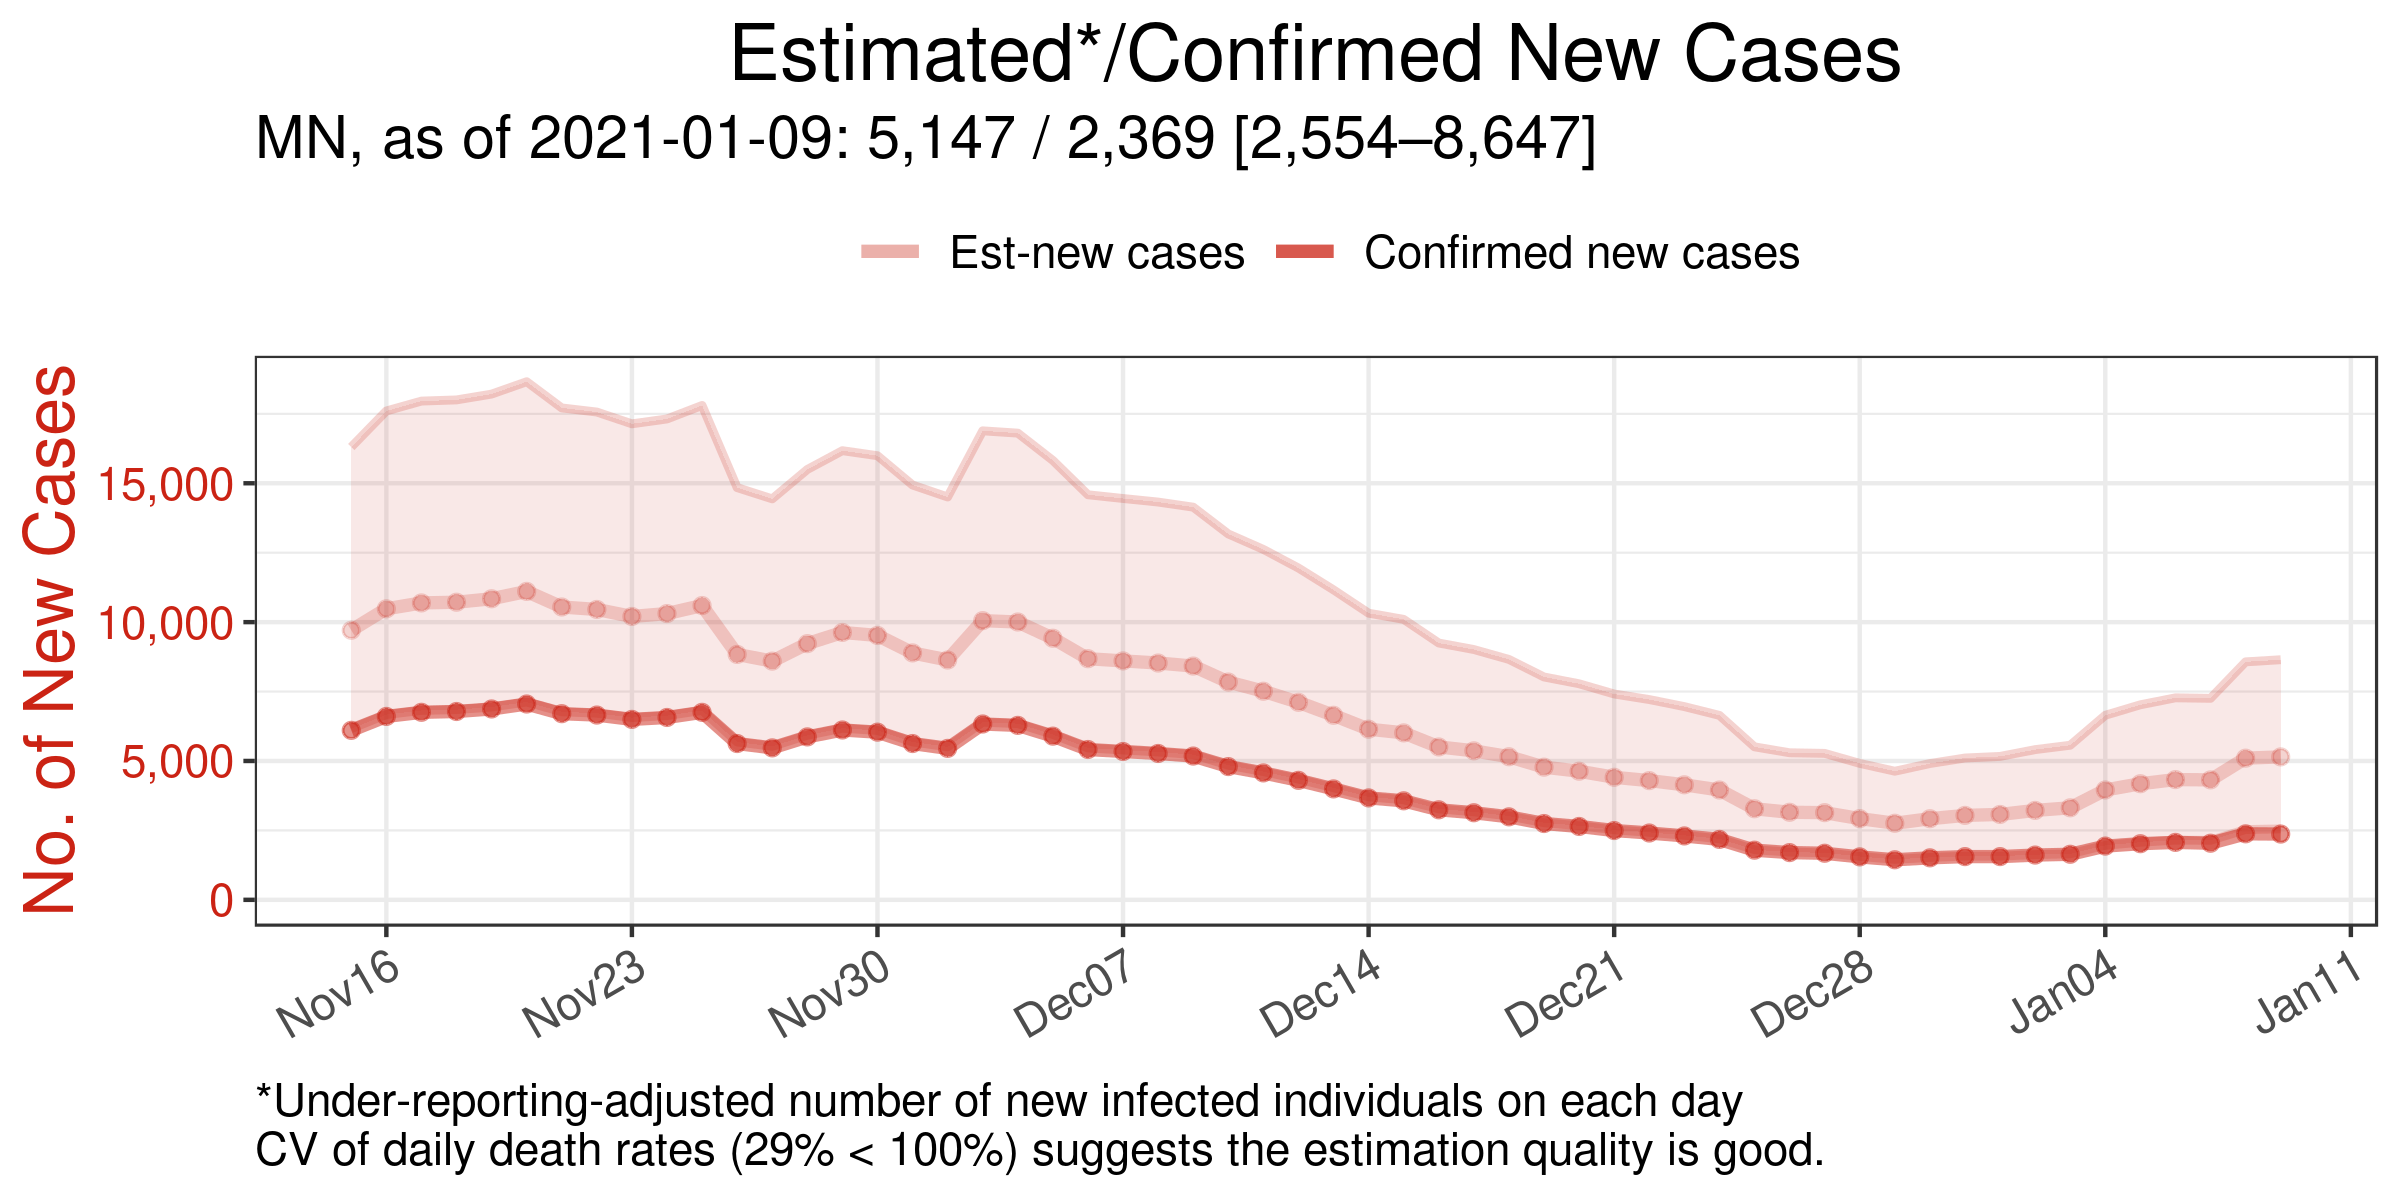 Estimated*/Confirmed New Cases
MN, as of 2021-01-09: 5,147 / 2,369 [2,554–8,647]
Est-new cases
Confirmed new cases
No. of New Cases
15,000
10,000
5,000
0
Nov16
Nov23
Nov30
Dec07
Dec14
Dec21
Dec28
Jan04
Jan11
*Under-reporting-adjusted number of new infected individuals on each day
CV of daily death rates (29% < 100%) suggests the estimation quality is good.